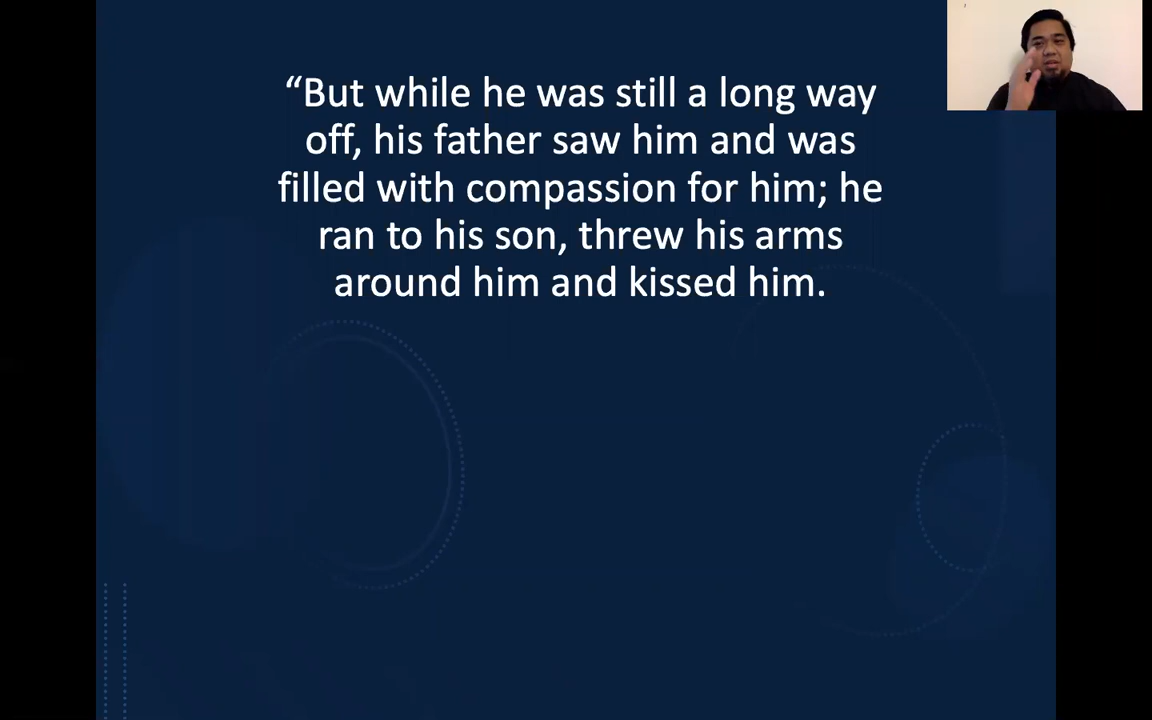 “But while he was still a long way
off, his father saw him and was
filled with compassion for him; he
ran to his son, threw his arms
around him and kissed him.